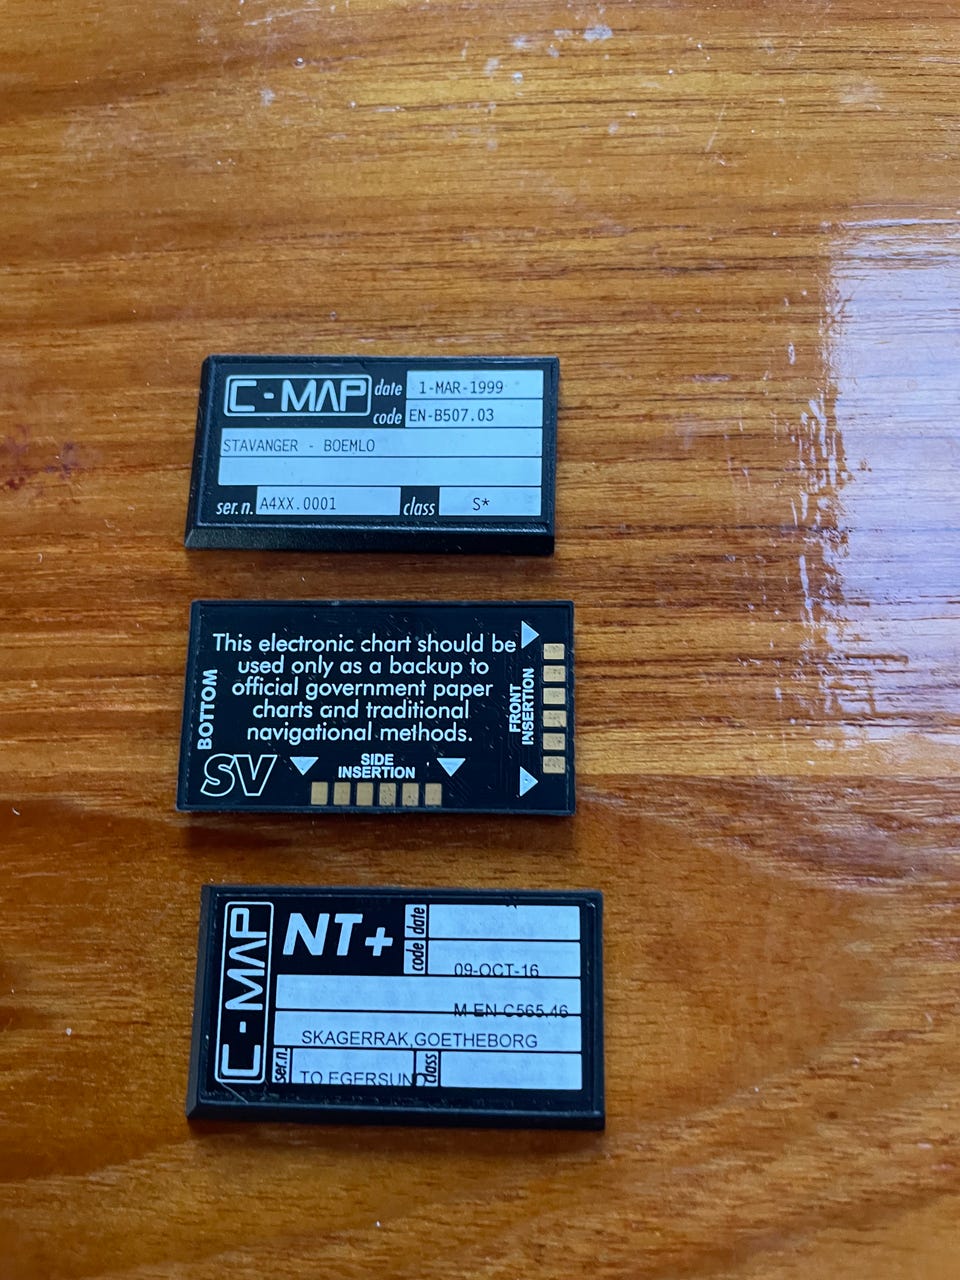 C-MAP date 1-MAR-1999
code EN-B507.03
STAVANGER - BOEMLO
ser.n. A4XX.0001 class S*
This electronic chart should be
used only as a backup to
official government paper
charts and traditional
navigational methods.
BOTTOM
SV
SIDE
INSERTION
FRONT
INSERTION
C-MAP
NT+
date
code 09-OCT-16
M-EN-C565.46
SKAGERRAK,GOETHEBORG
ser.n. TO EGERSUND class